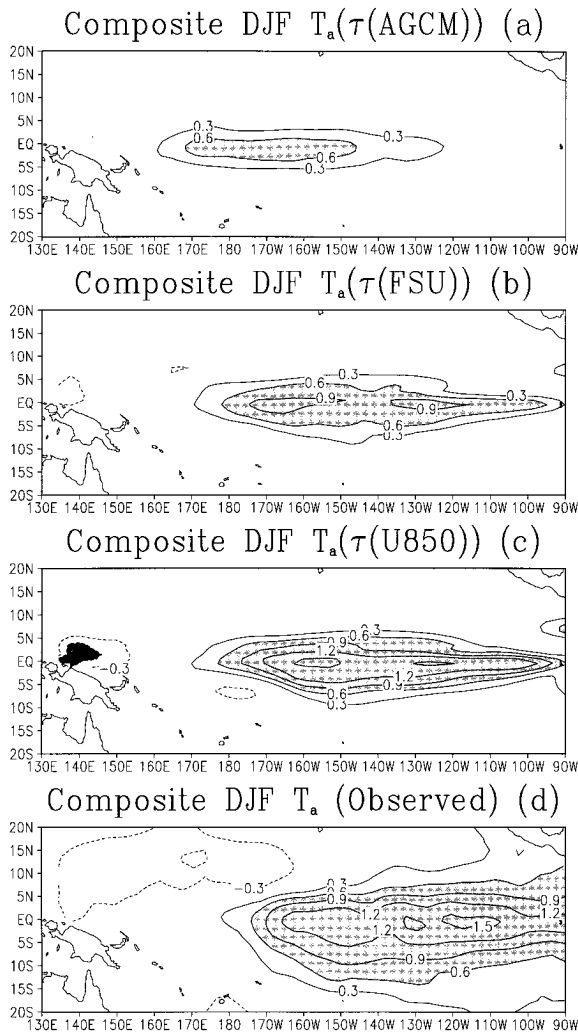 Composite DJF Ta(τ(AGCM)) (a)
20N
15N
10N
5N
EQ
5S
10S
15S
20S
0.3
0.6
0.3
0.6
0.3
130E 140E 150E 160E 170E 180 170W 160W 150W 140W 130W 120W 110W 100W 90W
Composite DJF Ta(τ(FSU)) (b)
20N
15N
10N
5N
EQ
5S
10S
15S
20S
0.3
0.6
0.9
0.3
0.9
0.6
0.3
130E 140E 150E 160E 170E 180 170W 160W 150W 140W 130W 120W 110W 100W 90W
Composite DJF Ta(τ(U850)) (c)
20N
15N
10N
5N
EQ
5S
10S
15S
20S
0.3
0.6
0.9
1.2
-0.3
1.2
0.9
0.6
0.3
130E 140E 150E 160E 170E 180 170W 160W 150W 140W 130W 120W 110W 100W 90W
Composite DJF Ta (Observed) (d)
20N
15N
10N
5N
EQ
5S
10S
15S
20S
-0.3
0.3
0.6
0.9
0.9
1.2
1.2
1.5
1.2
0.9
0.6
0.3
130E 140E 150E 160E 170E 180 170W 160W 150W 140W 130W 120W 110W 100W 90W